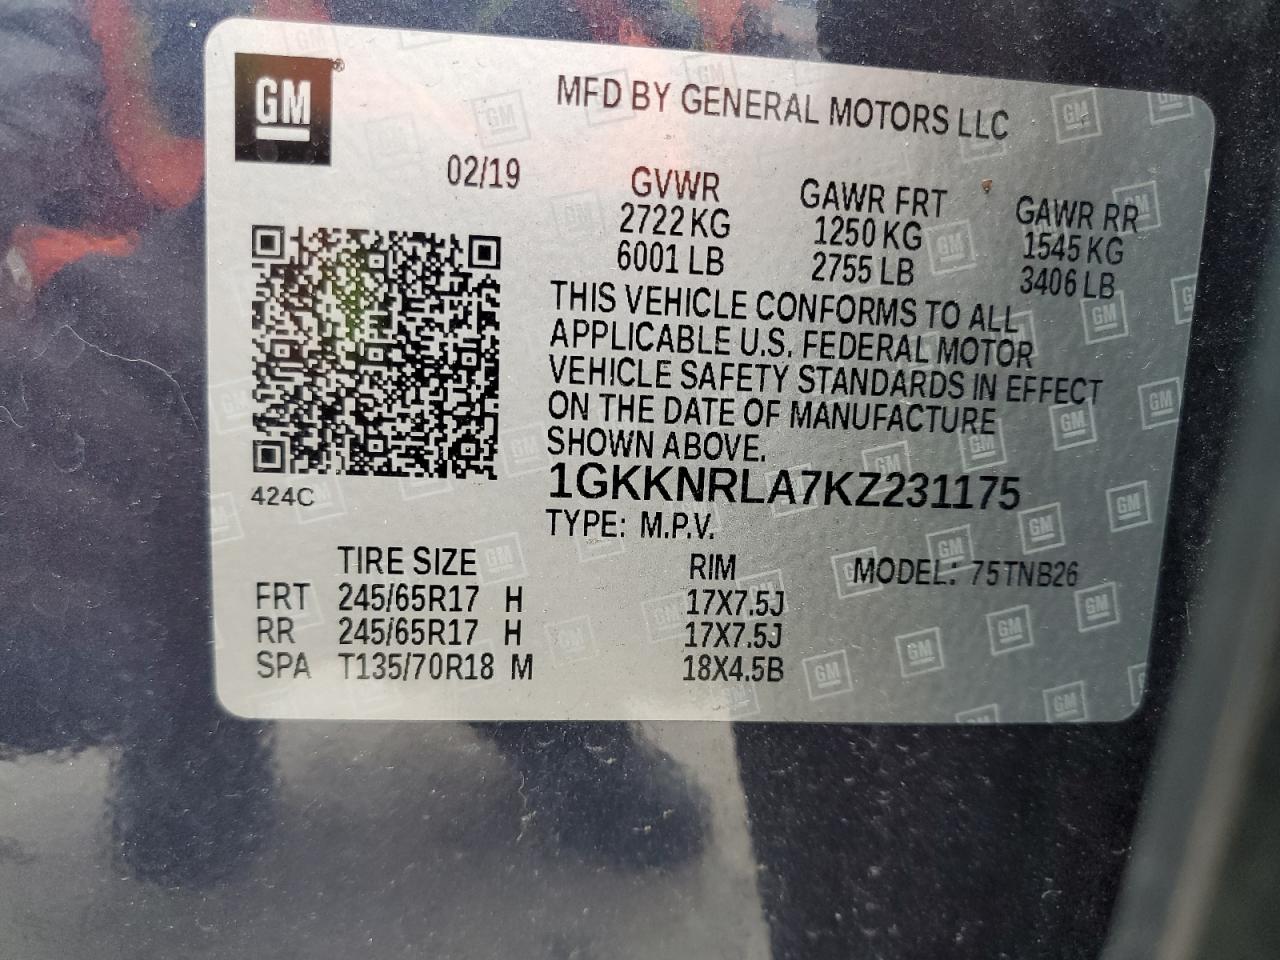 GM
MFD BY GENERAL MOTORS LLC
02/19
GVWR GAWR FRT GAWR RR
2722 KG 1250 KG 1545 KG
6001 LB 2755 LB 3406 LB
THIS VEHICLE CONFORMS TO ALL
APPLICABLE U.S. FEDERAL MOTOR
VEHICLE SAFETY STANDARDS IN EFFECT
ON THE DATE OF MANUFACTURE
SHOWN ABOVE.
424C
1GKKNRLA7KZ231175
TYPE: M.P.V.
TIRE SIZE RIM MODEL: 75TNB26
FRT 245/65R17 H 17X7.5J
RR 245/65R17 H 17X7.5J
SPA T135/70R18 M 18X4.5B